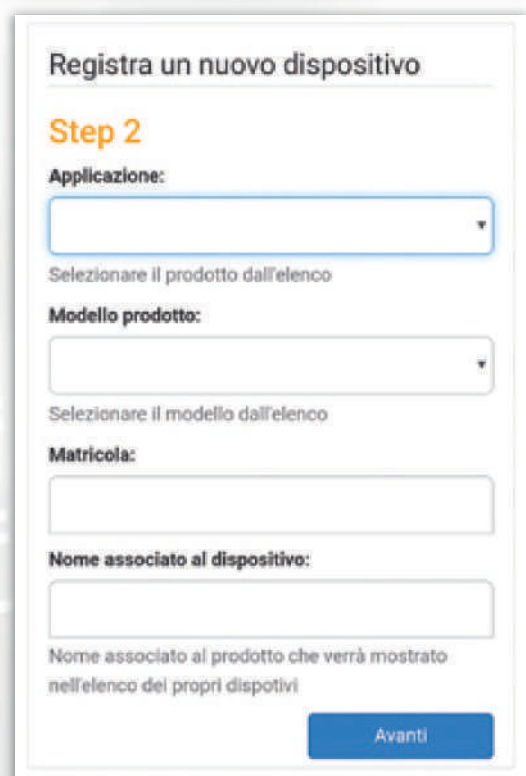 Registra un nuovo dispositivo
Step 2
Applicazione:
Selezionare il prodotto dall'elenco
Modello prodotto:
Selezionare il modello dall'elenco
Matricola:
Nome associato al dispositivo:
Nome associato al prodotto che verrà mostrato
nell'elenco dei propri dispotivi
Avanti